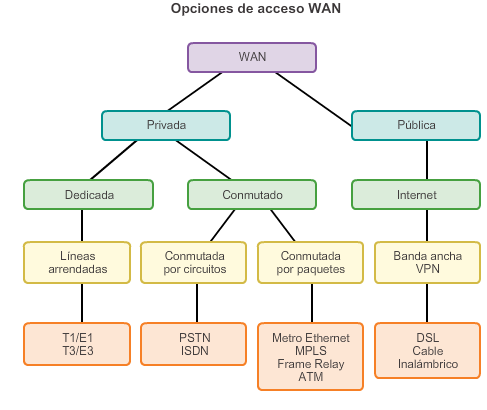 Opciones de acceso WAN
WAN
Privada
Pública
Dedicada
Conmutado
Internet
Líneas
arrendadas
Conmutada
por circuitos
Conmutada
por paquetes
Banda ancha
VPN
T1/E1
T3/E3
PSTN
ISDN
Metro Ethernet
MPLS
Frame Relay
ATM
DSL
Cable
Inalámbrico